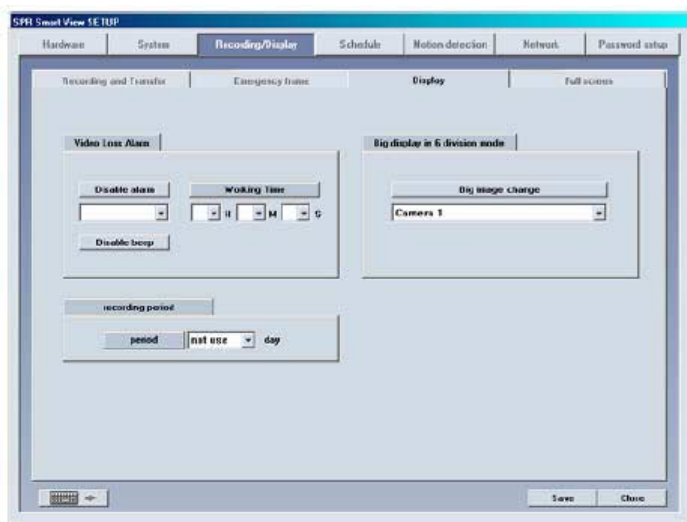 SPR Smart View SETUP
Hardware System Recording/Display Schedule Motion detection Network Password setup
Recording and Transfer Emergency frame Display Full screen
Video Loss Alarm
Big display in 6 division mode
Disable alarm Working Time
Big image change
H M S
Camera 1
Disable beep
recording period
period not use day
Save Close